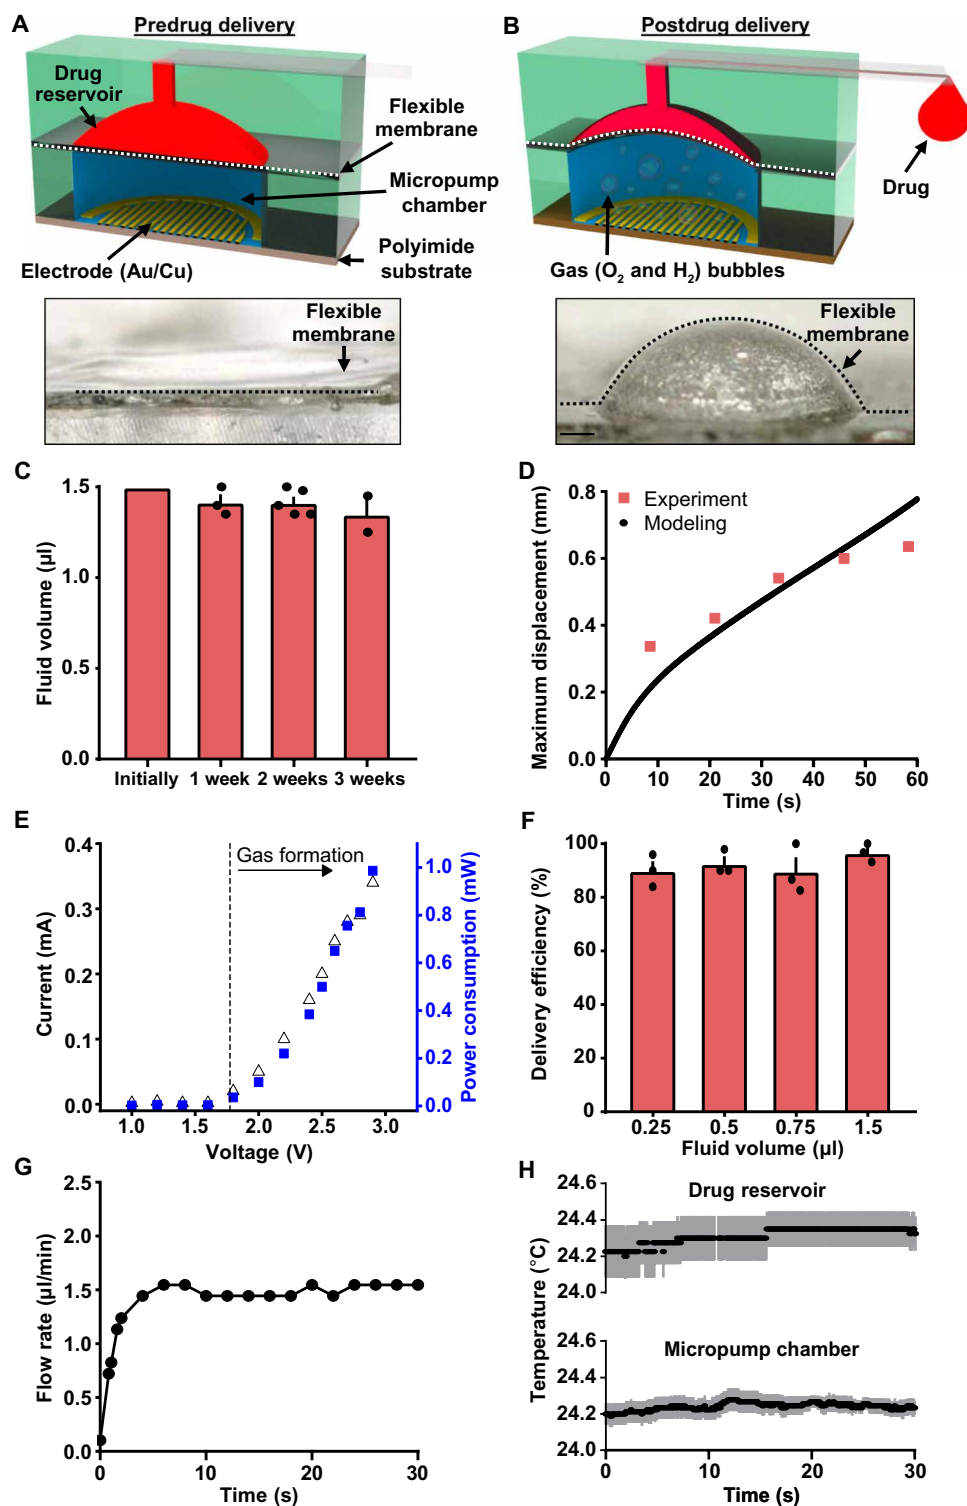 A
Predrug delivery
Drug
reservoir
Flexible
membrane
Micropump
chamber
Electrode (Au/Cu)
Polyimide
substrate
Flexible
membrane
B
Postdrug delivery
Drug
Gas (O₂ and H₂) bubbles
Flexible
membrane
C
Fluid volume (µl)
1.5
1.0
0.5
0.0
Initially
1 week
2 weeks
3 weeks
D
Maximum displacement (mm)
0.8
0.6
0.4
0.2
0.0
Experiment
Modeling
0
10
20
30
40
50
60
Time (s)
E
Current (mA)
0.4
0.3
0.2
0.1
0.0
Gas formation
1.0
0.8
0.6
0.4
0.2
0.0
Power consumption (mW)
1.0
1.5
2.0
2.5
3.0
Voltage (V)
F
Delivery efficiency (%)
100
80
60
40
20
0
0.25
0.5
0.75
1.5
Fluid volume (µl)
G
Flow rate (µl/min)
2.5
2.0
1.5
1.0
0.5
0.0
0
10
20
30
Time (s)
H
Temperature (°C)
24.6
24.4
24.2
24.0
Drug reservoir
24.6
24.4
24.2
24.0
Micropump chamber
0
10
20
30
Time (s)